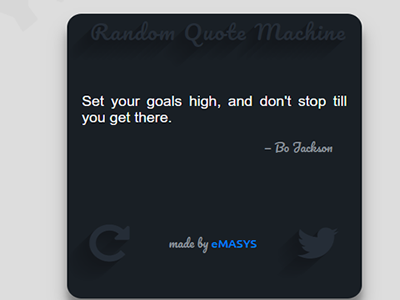 Random Quote Machine
Set your goals high, and don't stop till
you get there.
– Bo Jackson
made by eMASYS